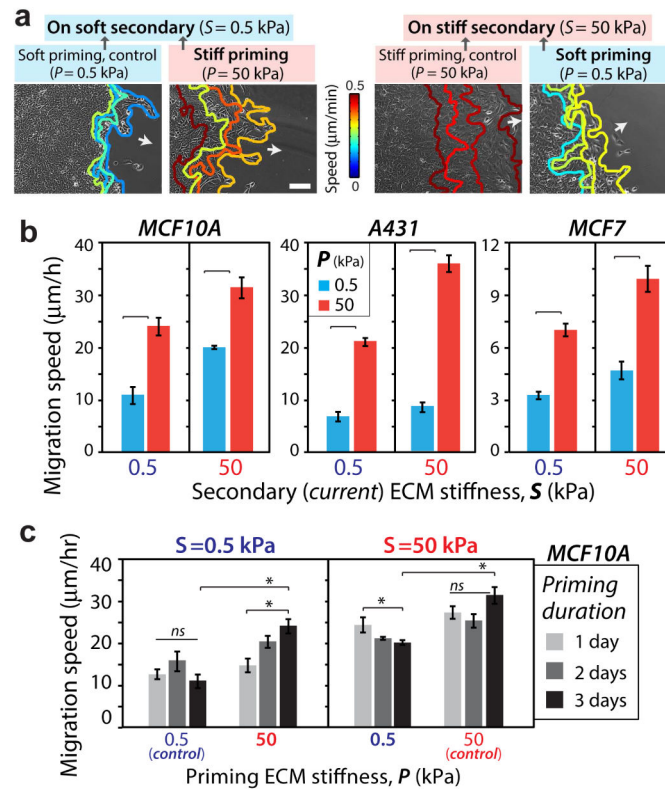 a
On soft secondary (S = 0.5 kPa)
Soft priming, control
(P = 0.5 kPa)
Stiff priming
(P = 50 kPa)
0.5
0
Speed (μm/min)
On stiff secondary (S = 50 kPa)
Stiff priming, control
(P = 50 kPa)
Soft priming
(P = 0.5 kPa)
b
MCF10A
A431
MCF7
Migration speed (μm/h)
40
30
20
10
0
40
30
20
10
0
12
9
6
3
0
P (kPa)
0.5
50
0.5 50 0.5 50 0.5 50
Secondary (current) ECM stiffness, S (kPa)
c
S=0.5 kPa
S=50 kPa
MCF10A
Migration speed (μm/hr)
40
30
20
10
0
ns
*
*
*
ns
*
Priming
duration
1 day
2 days
3 days
0.5 50 0.5 50
(control) (control)
Priming ECM stiffness, P (kPa)